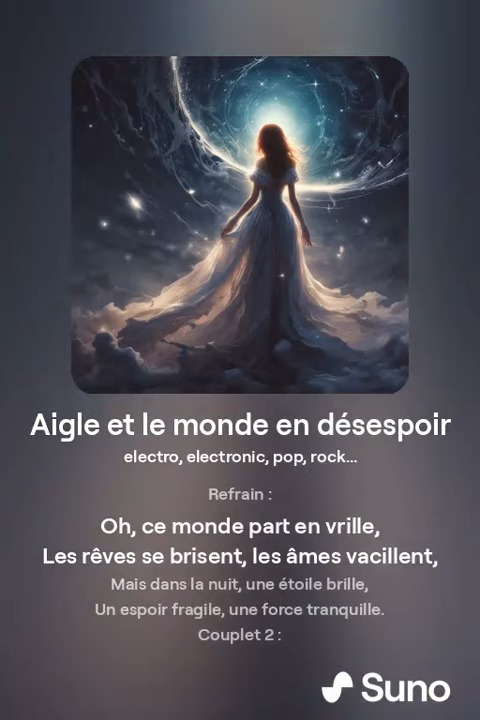 Aigle et le monde en désespoir
electro, electronic, pop, rock...
Refrain :
Oh, ce monde part en vrille,
Les rêves se brisent, les âmes vacillent,
Mais dans la nuit, une étoile brille,
Un espoir fragile, une force tranquille.
Couplet 2 :
Suno